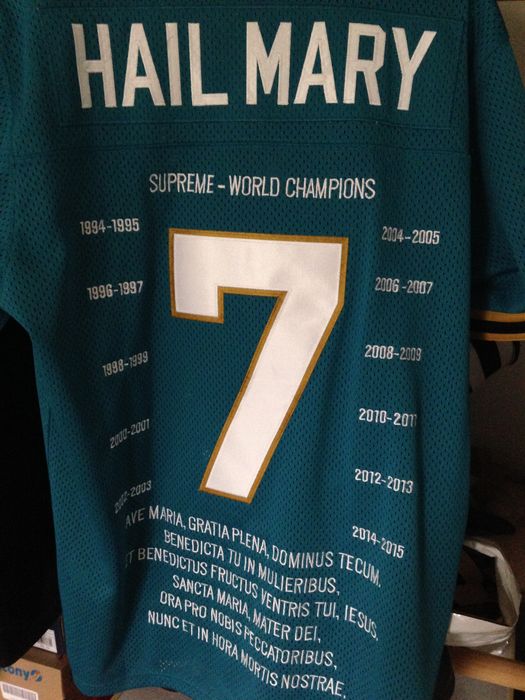 HAIL MARY
SUPREME - WORLD CHAMPIONS
1994-1995
2004-2005
1996-1997
2006-2007
7
1998-1999
2008-2009
2000-2001
2010-2011
2002-2003
2012-2013
2014-2015
AVE MARIA, GRATIA PLENA, DOMINUS TECUM,
BENEDICTA TU IN MULIERIBUS,
ET BENEDICTUS FRUCTUS VENTRIS TUI, IESUS,
SANCTA MARIA, MATER DEI,
ORA PRO NOBIS PECCATORIBUS,
NUNC ET IN HORA MORTIS NOSTRAE,